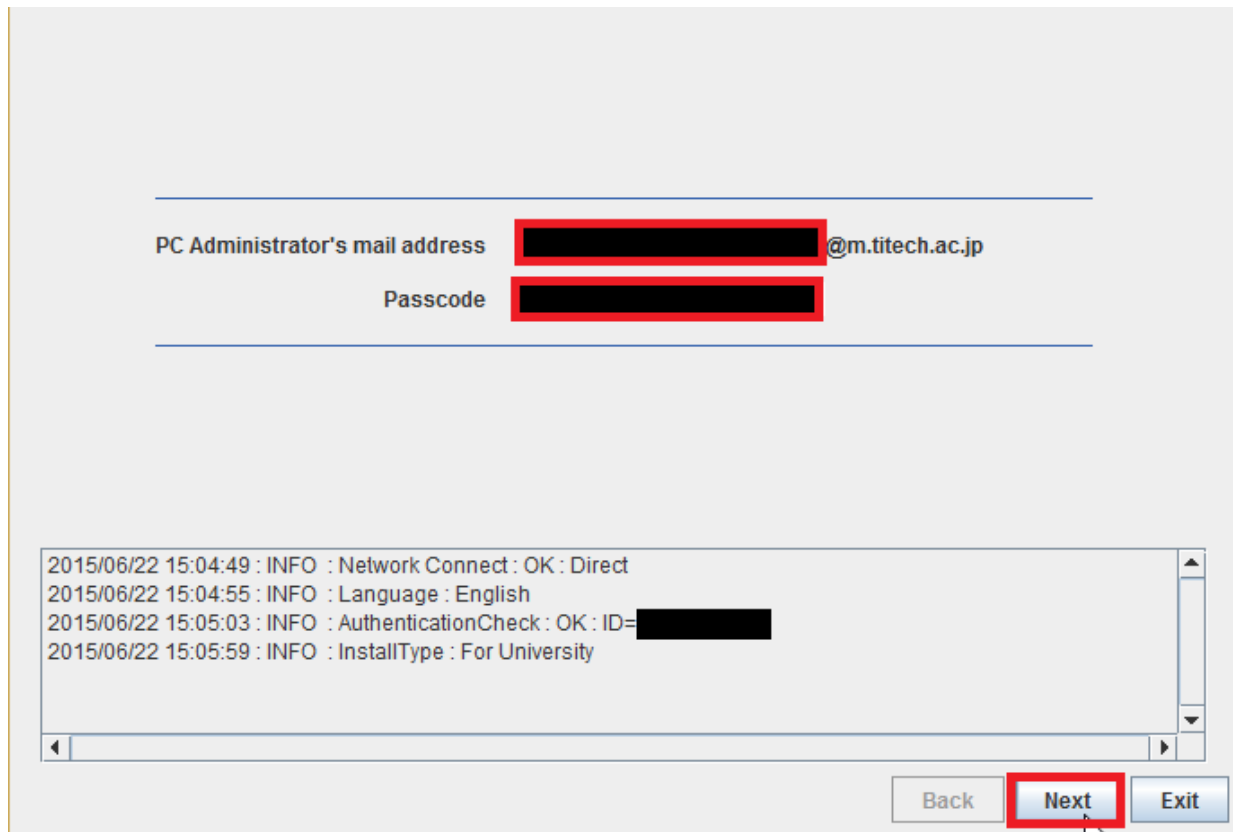 PC Administrator's mail address @m.titech.ac.jp
Passcode
2015/06/22 15:04:49 : INFO : Network Connect : OK : Direct
2015/06/22 15:04:55 : INFO : Language : English
2015/06/22 15:05:03 : INFO : AuthenticationCheck : OK : ID=
2015/06/22 15:05:59 : INFO : InstallType : For University
Back Next Exit